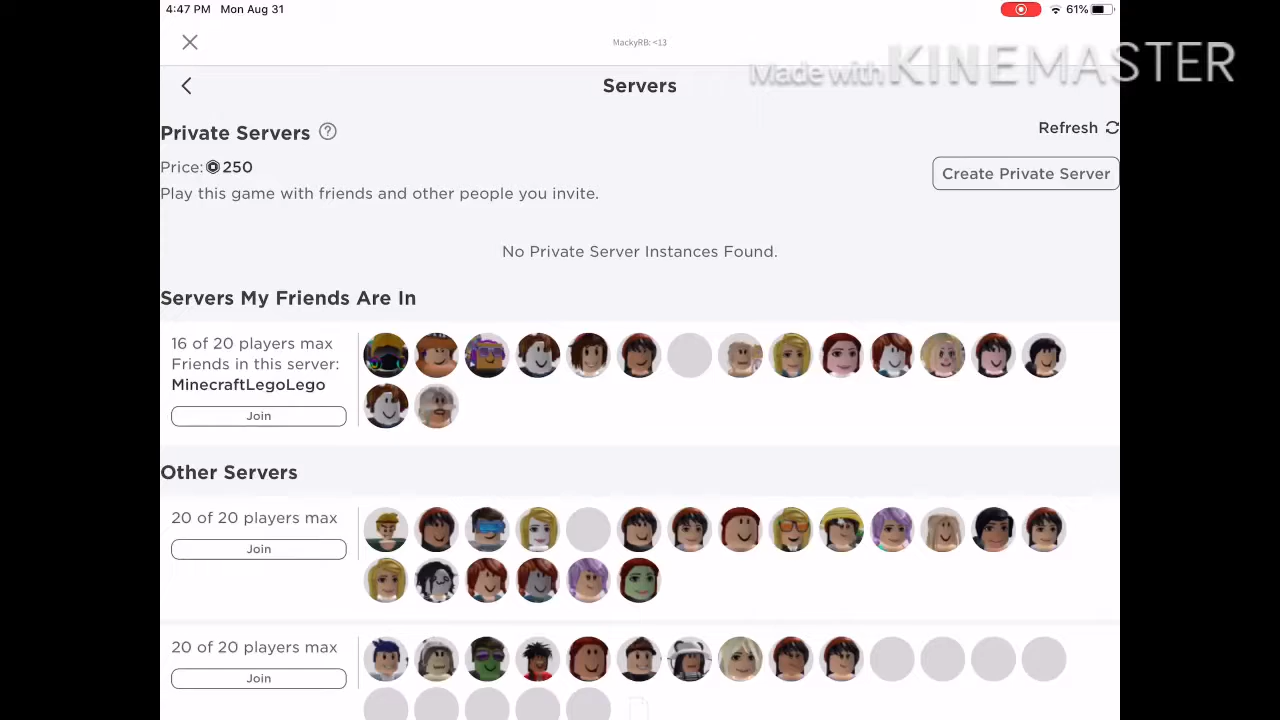 4:47 PM Mon Aug 31
61%
MackyRB: <13
Made with KINEMASTER
Servers
Private Servers ?
Refresh
Price: 250
Create Private Server
Play this game with friends and other people you invite.
No Private Server Instances Found.
Servers My Friends Are In
16 of 20 players max
Friends in this server:
MinecraftLegoLego
Join
Other Servers
20 of 20 players max
Join
20 of 20 players max
Join